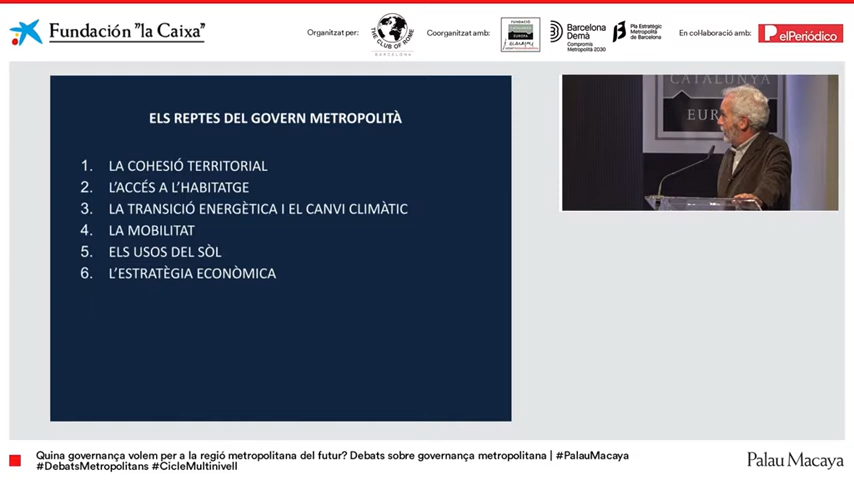 Fundación "la Caixa"
Organitzat per:
THE CLUB OF ROME
BARCELONA
Coorganitzat amb:
FUNDACIÓ
CATALUNYA
EUROPA
Barcelona
Demà
Compromís
Metropolità 2030
Pla Estratègic
Metropolità
de Barcelona
En col·laboració amb:
elPeriódico
ELS REPTES DEL GOVERN METROPOLITÀ
1. LA COHESIÓ TERRITORIAL
2. L'ACCÉS A L'HABITATGE
3. LA TRANSICIÓ ENERGÈTICA I EL CANVI CLIMÀTIC
4. LA MOBILITAT
5. ELS USOS DEL SÒL
6. L'ESTRATÈGIA ECONÒMICA
CATALUNYA
EUR
Quina governança volem per a la regió metropolitana del futur? Debats sobre governança metropolitana | #PalauMacaya
#DebatsMetropolitans #CicleMultinivell
Palau Macaya